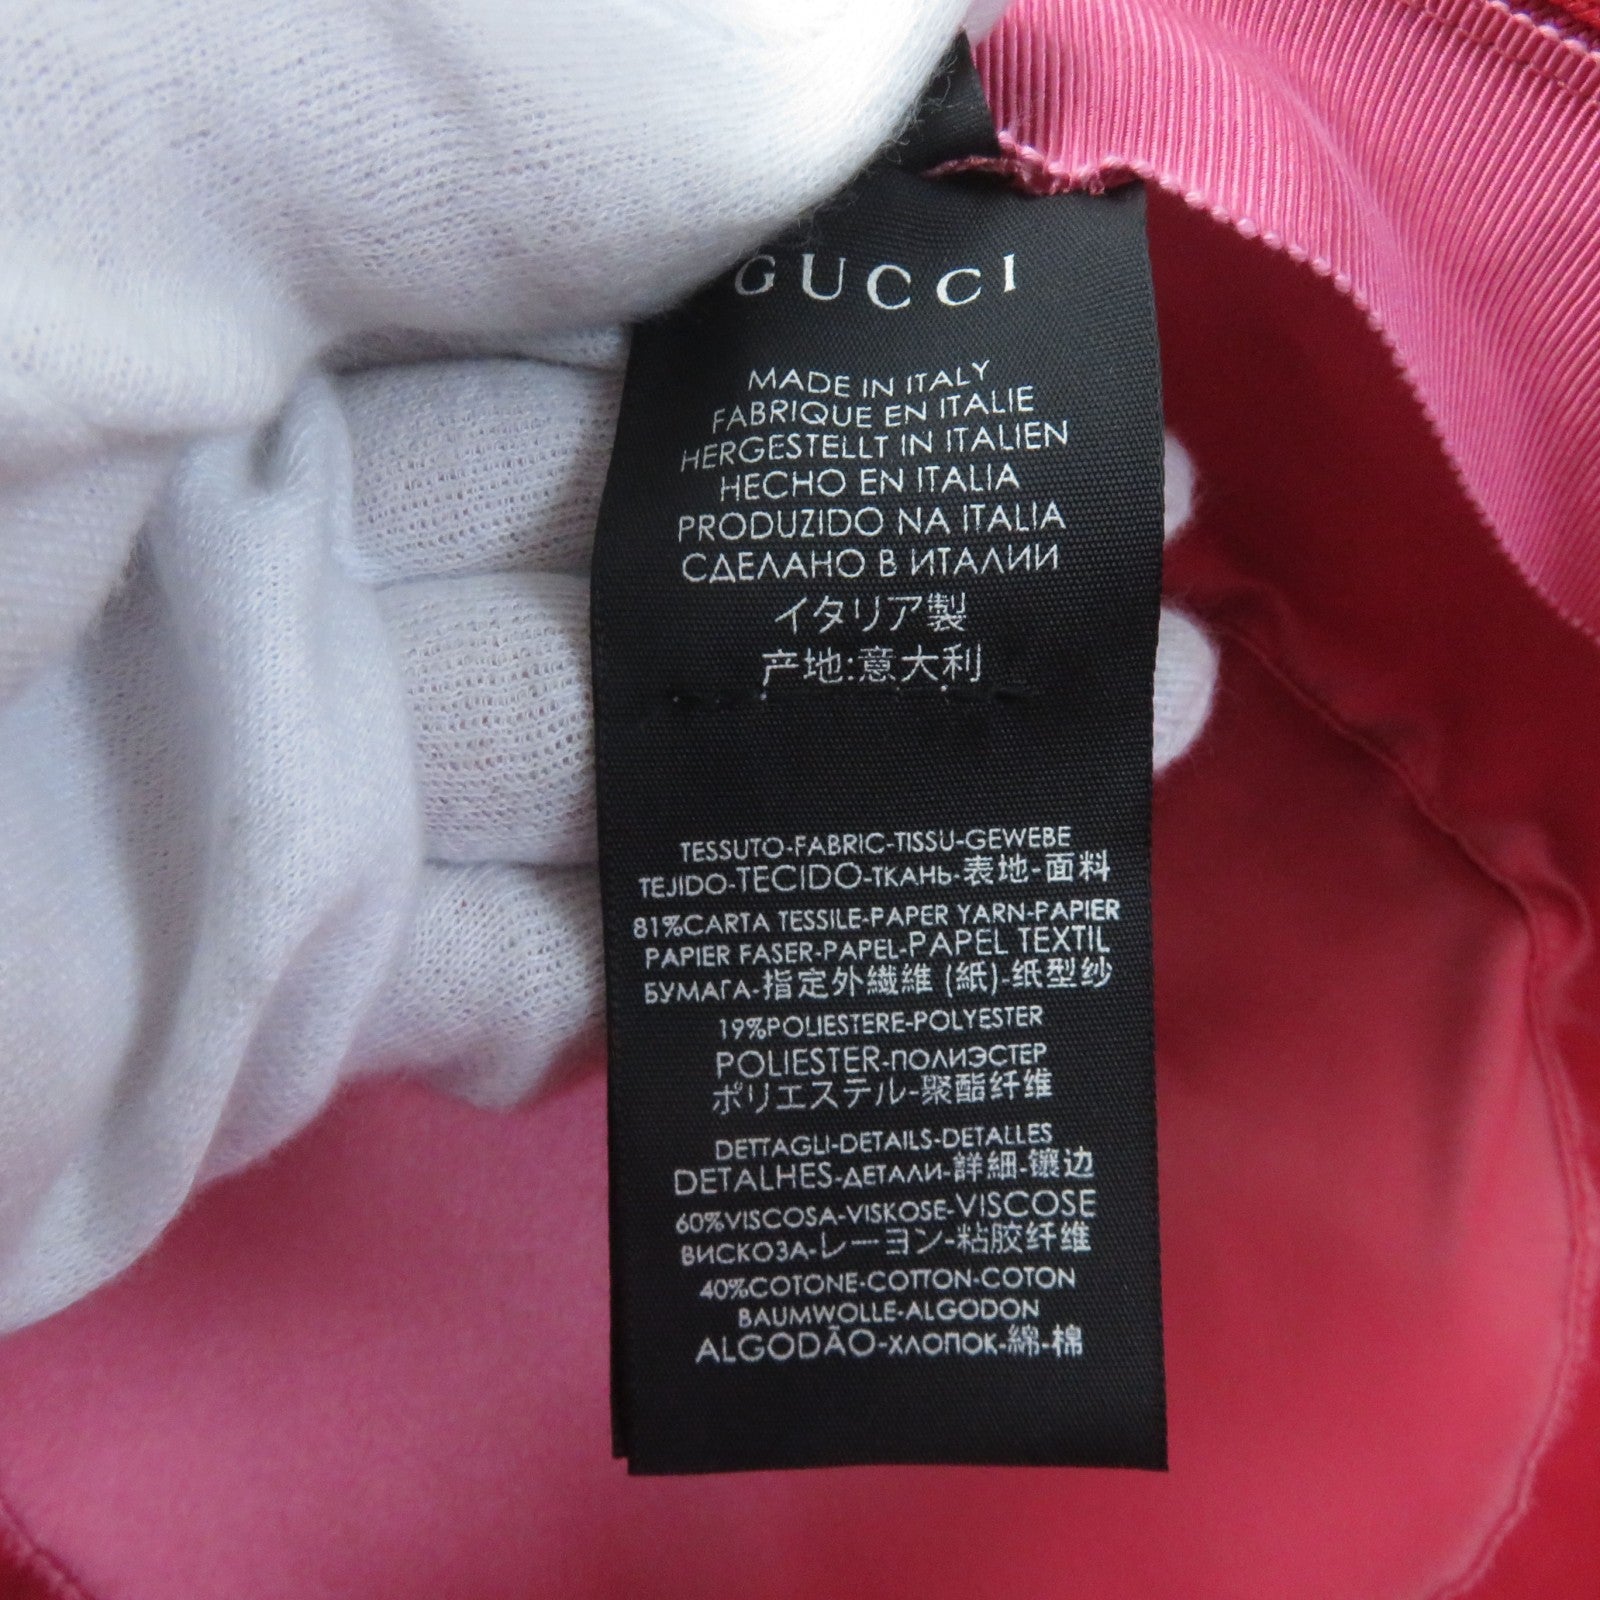 GUCCI
MADE IN ITALY
FABRIQUE EN ITALIE
HERGESTELLT IN ITALIEN
HECHO EN ITALIA
PRODUZIDO NA ITALIA
СДЕЛАНО В ИТАЛИИ
イタリア製
产地:意大利
TESSUTO-FABRIC-TISSU-GEWEBE
TEJIDO-TECIDO-ТКАНЬ-表地-面料
81%CARTA TESSILE-PAPER YARN-PAPIER
PAPIER FASER-PAPEL-PAPEL TEXTIL
БУМАГА-指定外繊維 (紙)-纸型纱
19%POLIESTERE-POLYESTER
POLIESTER-ПОЛИЭСТЕР
ポリエステル-聚酯纤维
DETTAGLI-DETAILS-DETALLES
DETALHES-ДЕТАЛИ-詳細-镶边
60%VISCOSA-VISKOSE-VISCOSE
ВИСКОЗА-レーヨン-粘胶纤维
40%COTONE-COTTON-COTON
BAUMWOLLE-ALGODON
ALGODÃO-ХЛОПОК-綿-棉